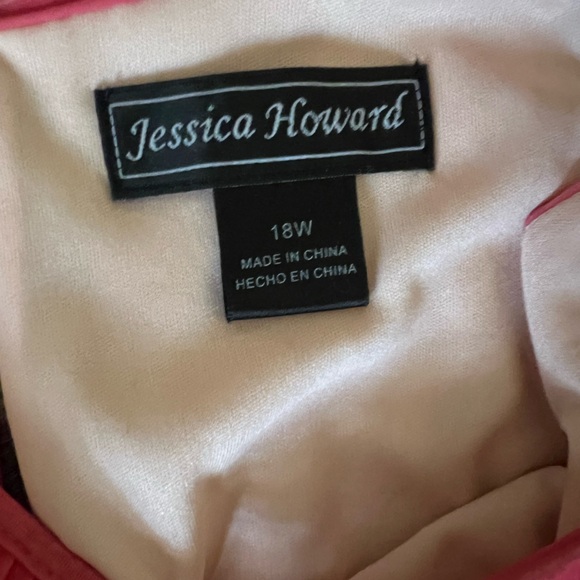 Jessica Howard
18W
MADE IN CHINA
HECHO EN CHINA